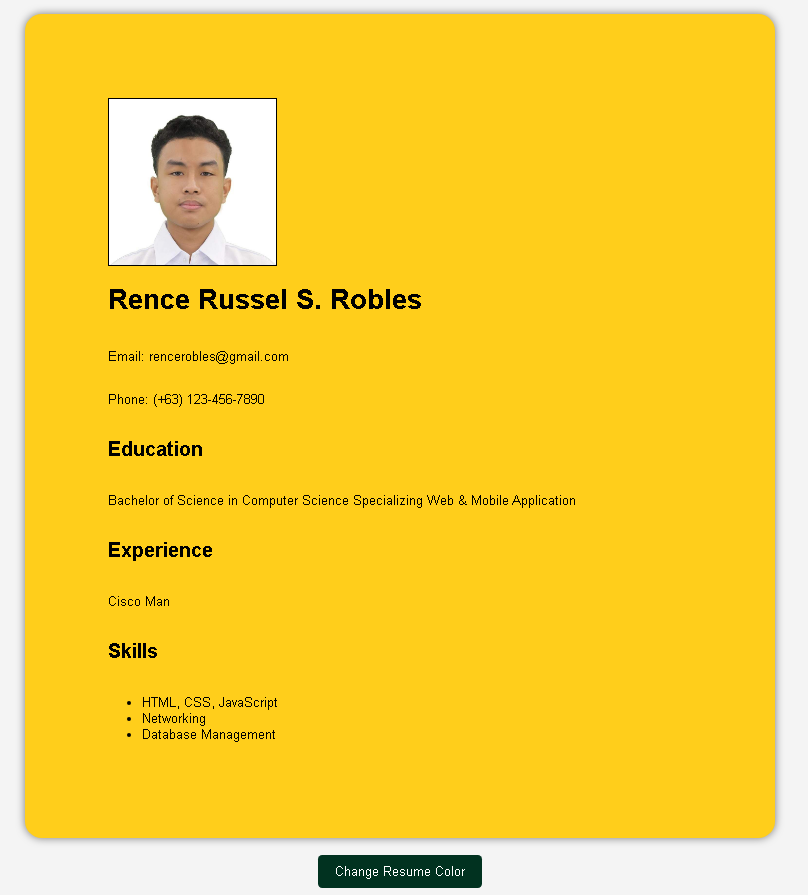 Rence Russel S. Robles
Email: rencerobles@gmail.com
Phone: (+63) 123-456-7890
Education
Bachelor of Science in Computer Science Specializing Web & Mobile Application
Experience
Cisco Man
Skills
• HTML, CSS, JavaScript
• Networking
• Database Management
Change Resume Color